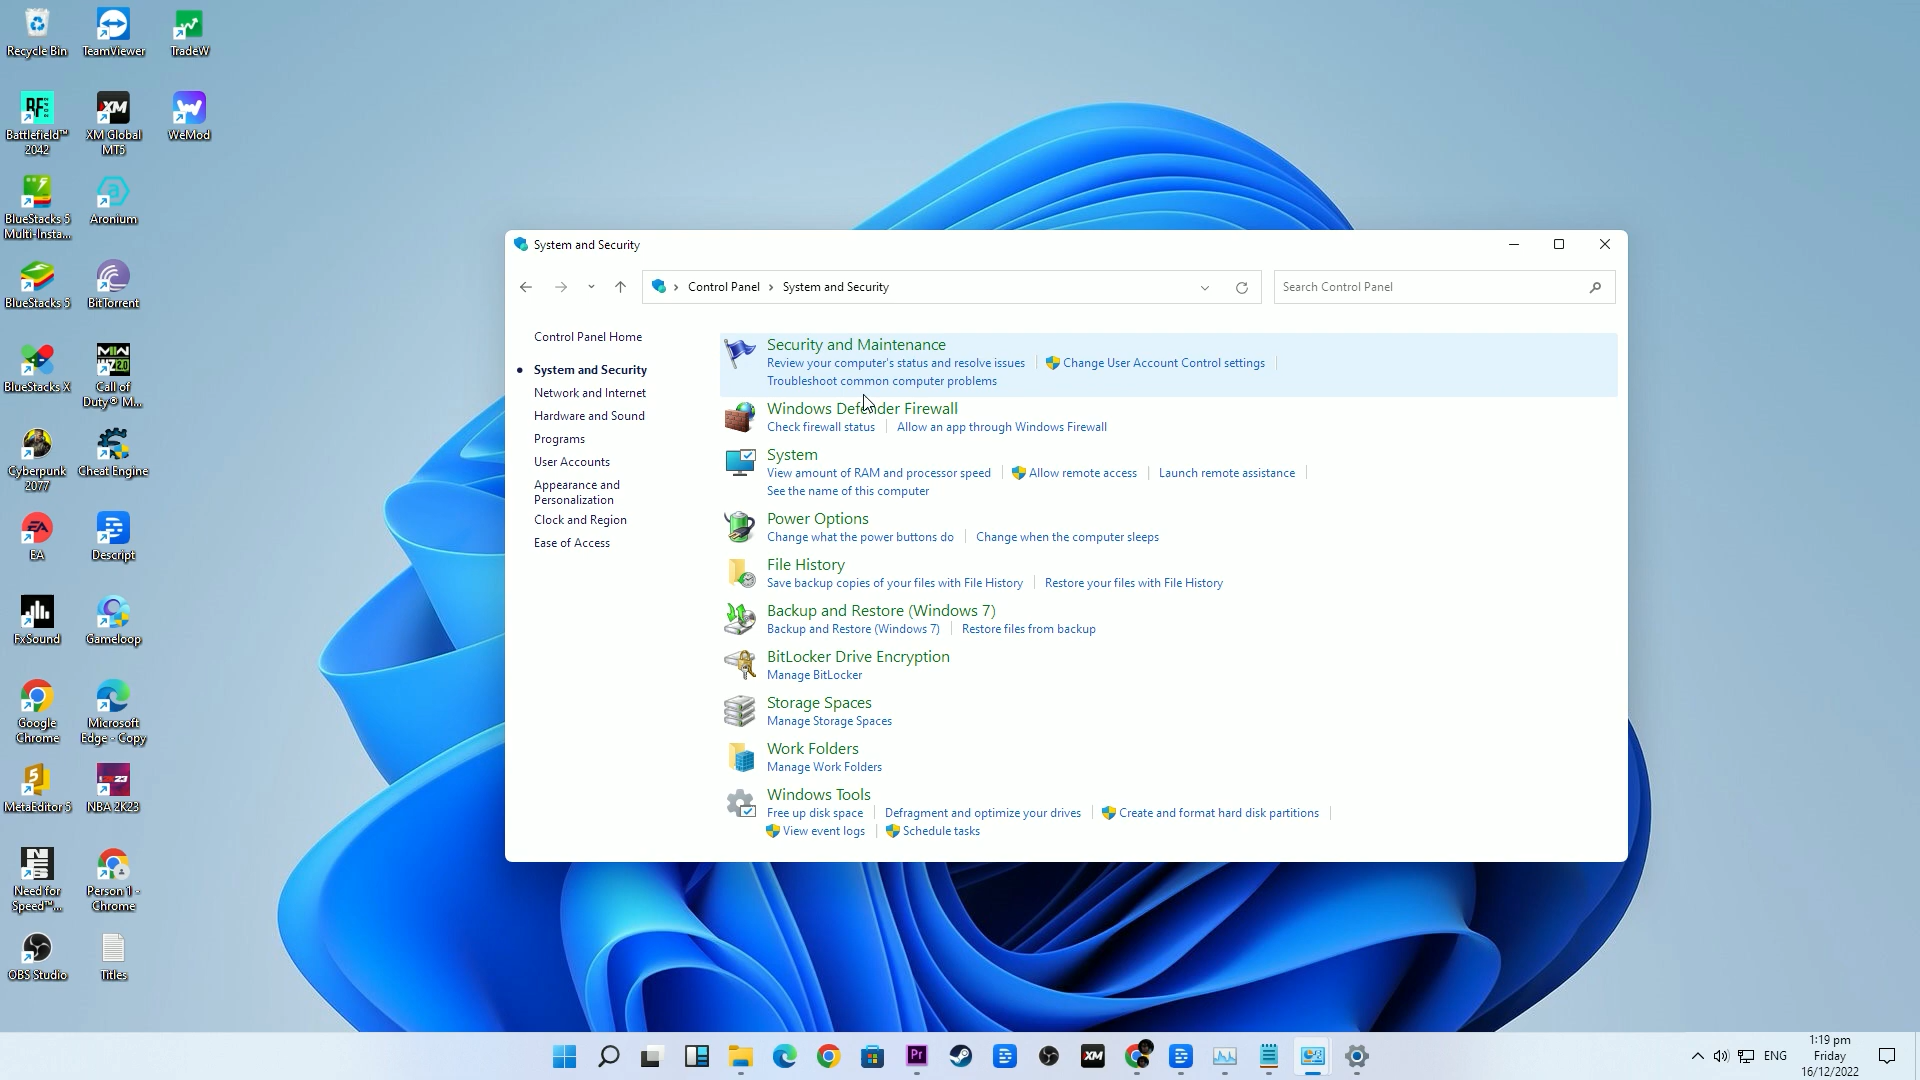 Recycle Bin
TeamViewer
TradeW
Battlefield™
2042
XM Global
MT5
WeMod
BlueStacks 5
Multi-Insta...
Aronium
BlueStacks 5
BitTorrent
BlueStacks X
Call of
Duty® M...
Cyberpunk
2077
Cheat Engine
EA
Descript
FxSound
Gameloop
Google
Chrome
Microsoft
Edge - Copy
MetaEditor 5
NBA 2K23
Need for
Speed™...
Person 1 -
Chrome
OBS Studio
Titles
System and Security
Control Panel
System and Security
Search Control Panel
Control Panel Home
System and Security
Network and Internet
Hardware and Sound
Programs
User Accounts
Appearance and
Personalization
Clock and Region
Ease of Access
Security and Maintenance
Review your computer's status and resolve issues Change User Account Control settings
Troubleshoot common computer problems
Windows Defender Firewall
Check firewall status Allow an app through Windows Firewall
System
View amount of RAM and processor speed Allow remote access Launch remote assistance
See the name of this computer
Power Options
Change what the power buttons do Change when the computer sleeps
File History
Save backup copies of your files with File History Restore your files with File History
Backup and Restore (Windows 7)
Backup and Restore (Windows 7) Restore files from backup
BitLocker Drive Encryption
Manage BitLocker
Storage Spaces
Manage Storage Spaces
Work Folders
Manage Work Folders
Windows Tools
Free up disk space Defragment and optimize your drives Create and format hard disk partitions
View event logs Schedule tasks
Pr
XM
ENG
1:19 pm
Friday
16/12/2022